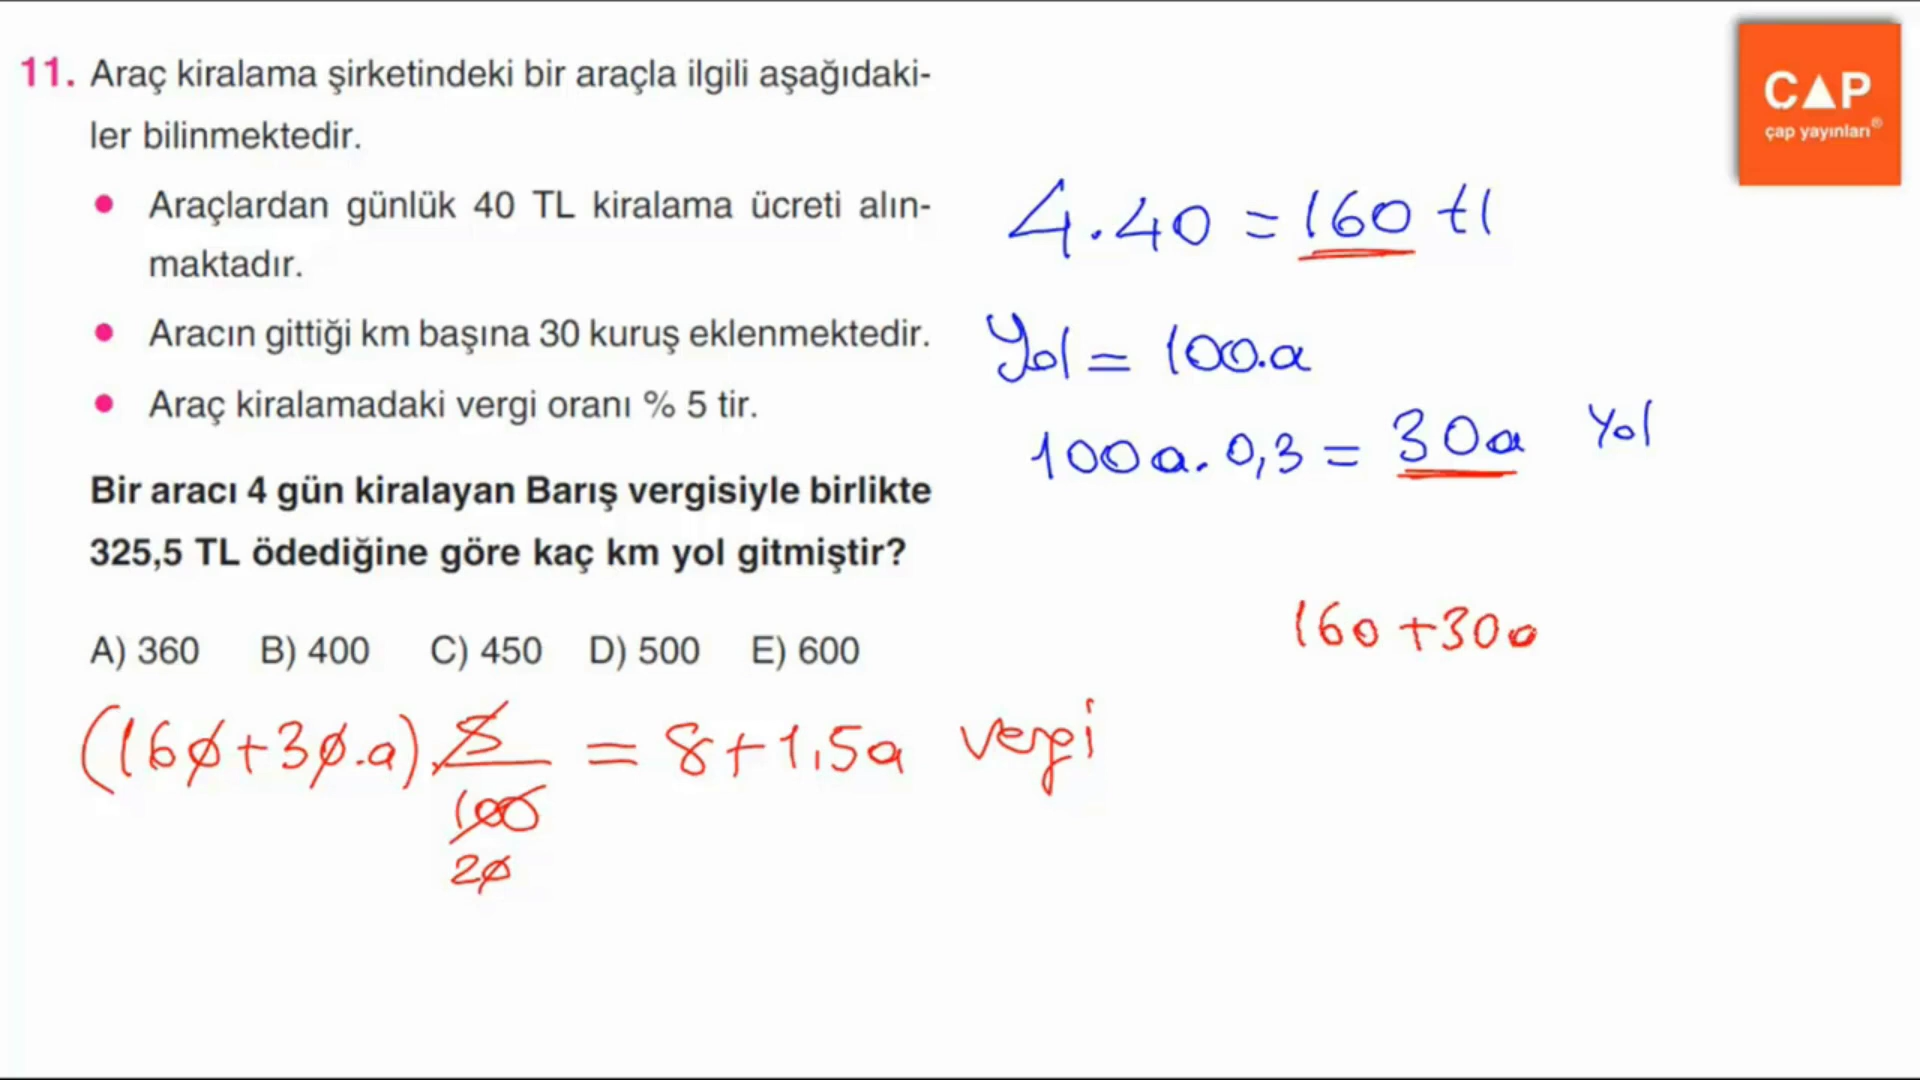 11. Araç kiralama şirketindeki bir araçla ilgili aşağıdaki-
ler bilinmektedir.
• Araçlardan günlük 40 TL kiralama ücreti alın-
maktadır.
• Aracın gittiği km başına 30 kuruş eklenmektedir.
• Araç kiralamadaki vergi oranı % 5 tir.
Bir aracı 4 gün kiralayan Barış vergisiyle birlikte
325,5 TL ödediğine göre kaç km yol gitmiştir?
A) 360 B) 400 C) 450 D) 500 E) 600
(160+30.a).5/100 = 8+1,5a vergi
20
4.40 = 160 tl
Yol = 100.a
100a.0,3 = 30a Yol
160+30a
CAP
çap yayınları®